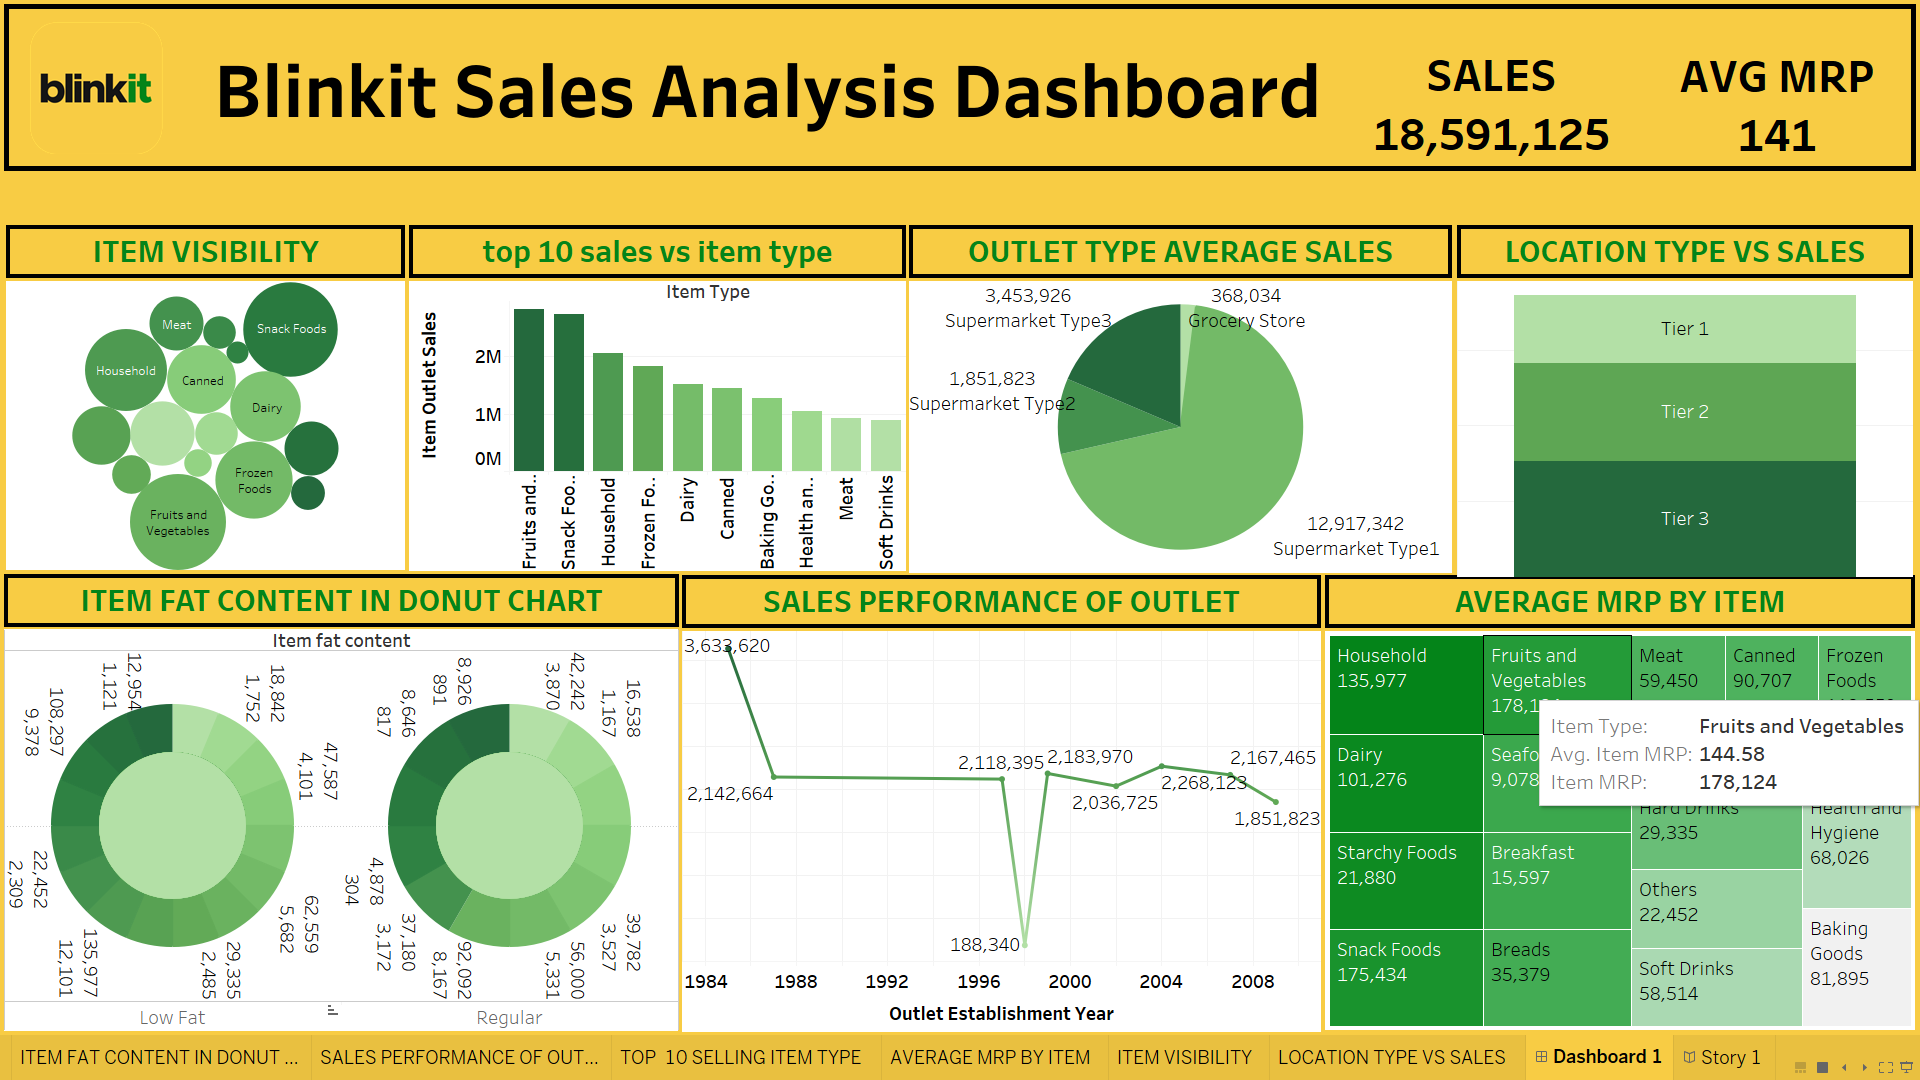 blinkit
Blinkit Sales Analysis Dashboard
SALES
18,591,125
AVG MRP
141
ITEM VISIBILITY
Meat
Snack Foods
Household
Canned
Dairy
Frozen
Foods
Fruits and
Vegetables
top 10 sales vs item type
Item Type
Item Outlet Sales
2M
1M
0M
Fruits and..
Snack Foo..
Household
Frozen Fo..
Dairy
Canned
Baking Go..
Health an..
Meat
Soft Drinks
OUTLET TYPE AVERAGE SALES
3,453,926
Supermarket Type3
368,034
Grocery Store
1,851,823
Supermarket Type2
12,917,342
Supermarket Type1
LOCATION TYPE VS SALES
Tier 1
Tier 2
Tier 3
ITEM FAT CONTENT IN DONUT CHART
Item fat content
12,954
1,121
18,842
1,752
108,297
9,378
47,587
4,101
22,452
2,309
62,559
5,682
135,977
12,101
29,335
2,485
Low Fat
8,926
891
42,242
3,870
8,646
817
16,538
1,167
4,878
304
39,782
3,527
37,180
3,172
92,092
8,167
56,000
5,331
Regular
SALES PERFORMANCE OF OUTLET
3,633,620
2,142,664
2,118,395
2,183,970
2,036,725
2,268,123
2,167,465
1,851,823
188,340
1984
1988
1992
1996
2000
2004
2008
Outlet Establishment Year
AVERAGE MRP BY ITEM
Household
135,977
Fruits and
Vegetables
Meat
59,450
Canned
90,707
Frozen
Foods
Item Type: Fruits and Vegetables
Avg. Item MRP: 144.58
Item MRP: 178,124
Dairy
101,276
9,078
Hard Drinks
29,335
Health and
Hygiene
68,026
Starchy Foods
21,880
Breakfast
15,597
Others
22,452
Snack Foods
175,434
Breads
35,379
Soft Drinks
58,514
Baking
Goods
81,895
ITEM FAT CONTENT IN DONUT ...
SALES PERFORMANCE OF OUT...
TOP 10 SELLING ITEM TYPE
AVERAGE MRP BY ITEM
ITEM VISIBILITY
LOCATION TYPE VS SALES
Dashboard 1
Story 1